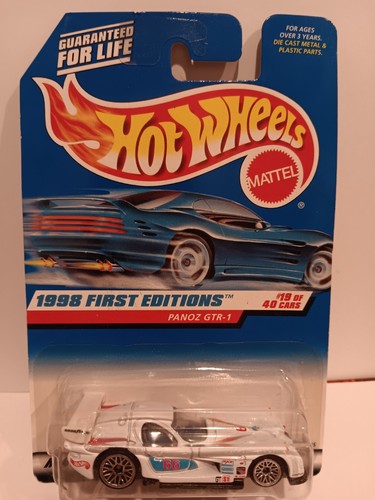 GUARANTEED
FOR LIFE
FOR AGES
OVER 3 YEARS.
DIE CAST METAL &
PLASTIC PARTS.
HOT WHEELS
MATTEL
®
1998 FIRST EDITIONS™
#19 OF
40 CARS
PANOZ GTR-1